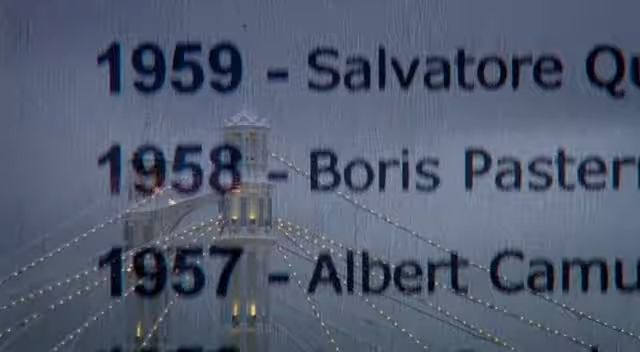 1959 - Salvatore Qu
1958 - Boris Pastern
1957 - Albert Camu